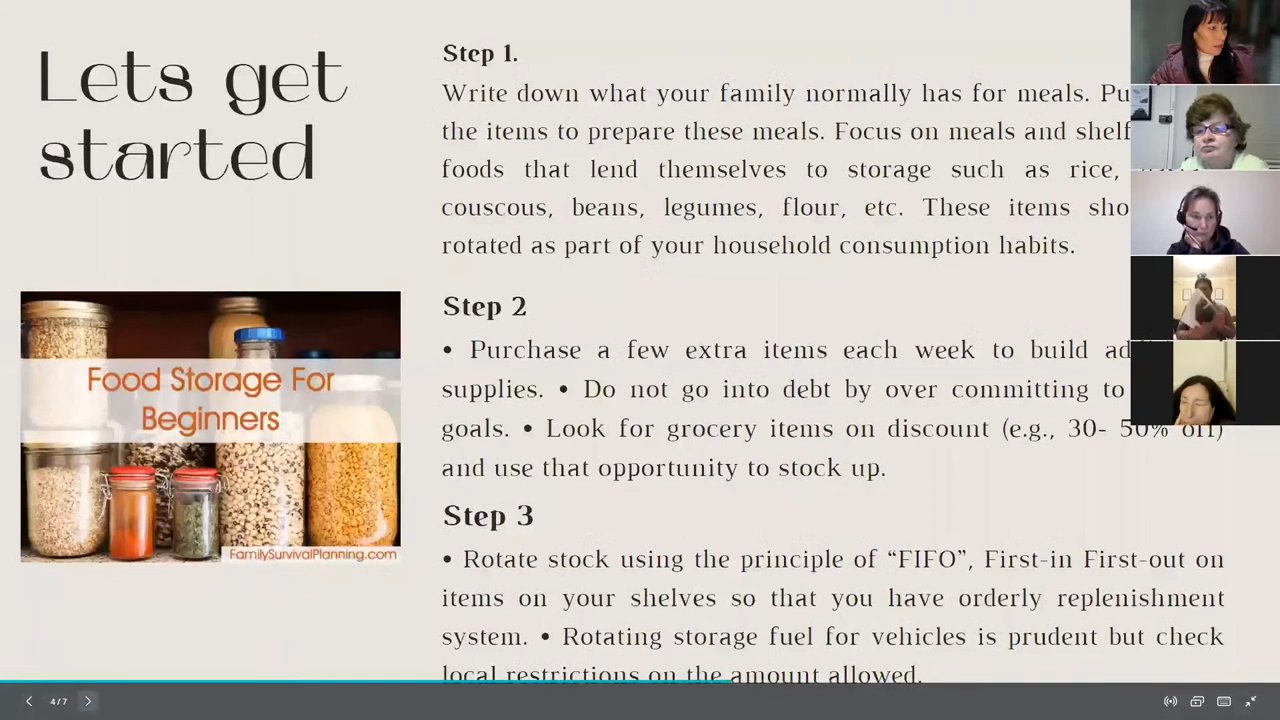 Lets get
started
Step 1.
Write down what your family normally has for meals.
the items to prepare these meals. Focus on meals and shelf
foods that lend themselves to storage such as rice,
couscous, beans, legumes, flour, etc. These items
rotated as part of your household consumption habits.
Step 2
• Purchase a few extra items each week to build
supplies. • Do not go into debt by over committing to
goals. • Look for grocery items on discount (e.g., 30- 50% off)
and use that opportunity to stock up.
Step 3
• Rotate stock using the principle of “FIFO”, First-in First-out on
items on your shelves so that you have orderly replenishment
system. • Rotating storage fuel for vehicles is prudent but check
local restrictions on the amount allowed.
Food Storage For
Beginners
FamilySurvivalPlanning.com
4/7